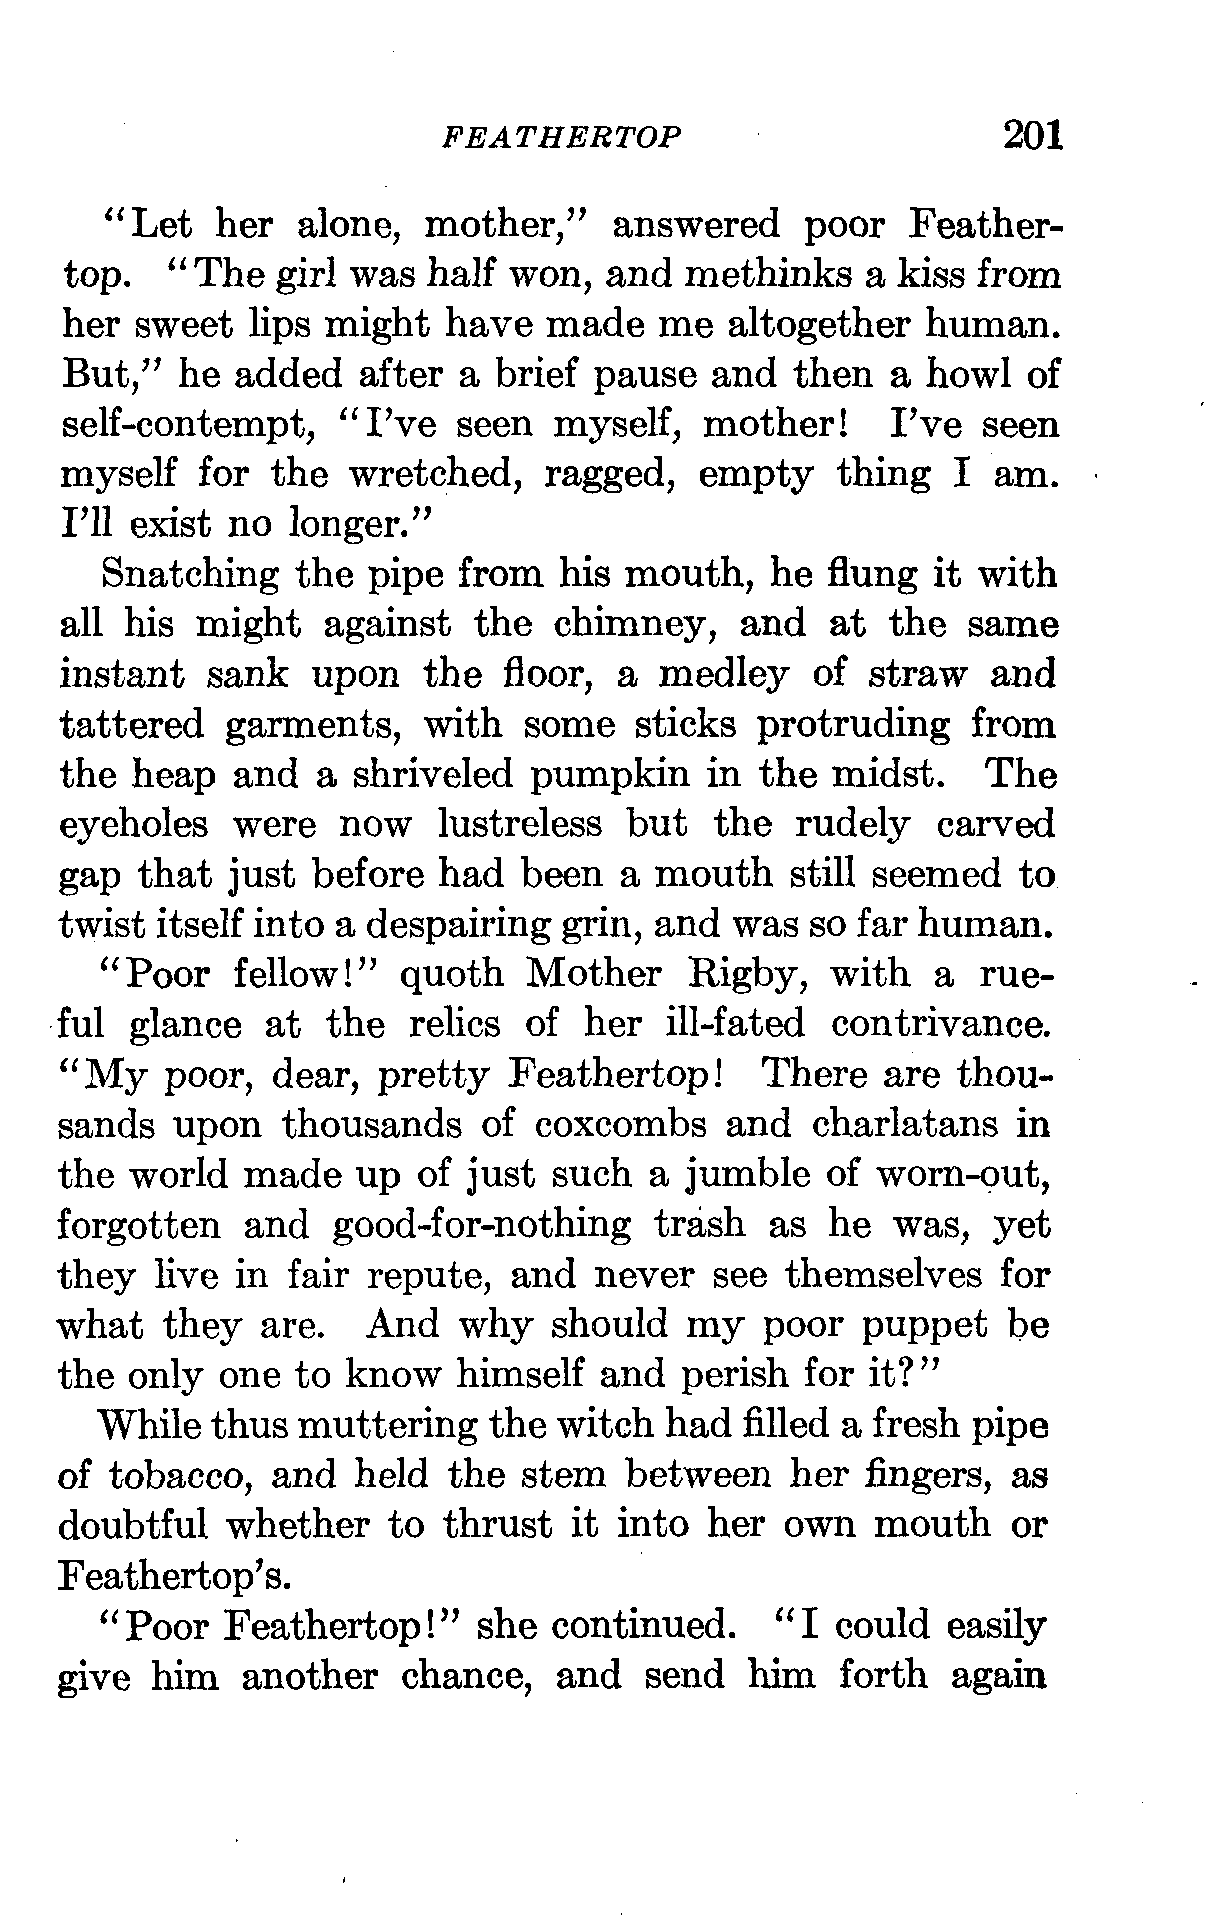 FEATHERTOP 201
"Let her alone, mother," answered poor Feather-
top. "The girl was half won, and methinks a kiss from
her sweet lips might have made me altogether human.
But," he added after a brief pause and then a howl of
self-contempt, "I've seen myself, mother! I've seen
myself for the wretched, ragged, empty thing I am.
I'll exist no longer."
Snatching the pipe from his mouth, he flung it with
all his might against the chimney, and at the same
instant sank upon the floor, a medley of straw and
tattered garments, with some sticks protruding from
the heap and a shriveled pumpkin in the midst. The
eyeholes were now lustreless but the rudely carved
gap that just before had been a mouth still seemed to
twist itself into a despairing grin, and was so far human.
"Poor fellow!" quoth Mother Rigby, with a rue-
ful glance at the relics of her ill-fated contrivance.
"My poor, dear, pretty Feathertop! There are thou-
sands upon thousands of coxcombs and charlatans in
the world made up of just such a jumble of worn-out,
forgotten and good-for-nothing trash as he was, yet
they live in fair repute, and never see themselves for
what they are. And why should my poor puppet be
the only one to know himself and perish for it?"
While thus muttering the witch had filled a fresh pipe
of tobacco, and held the stem between her fingers, as
doubtful whether to thrust it into her own mouth or
Feathertop's.
"Poor Feathertop!" she continued. "I could easily
give him another chance, and send him forth again